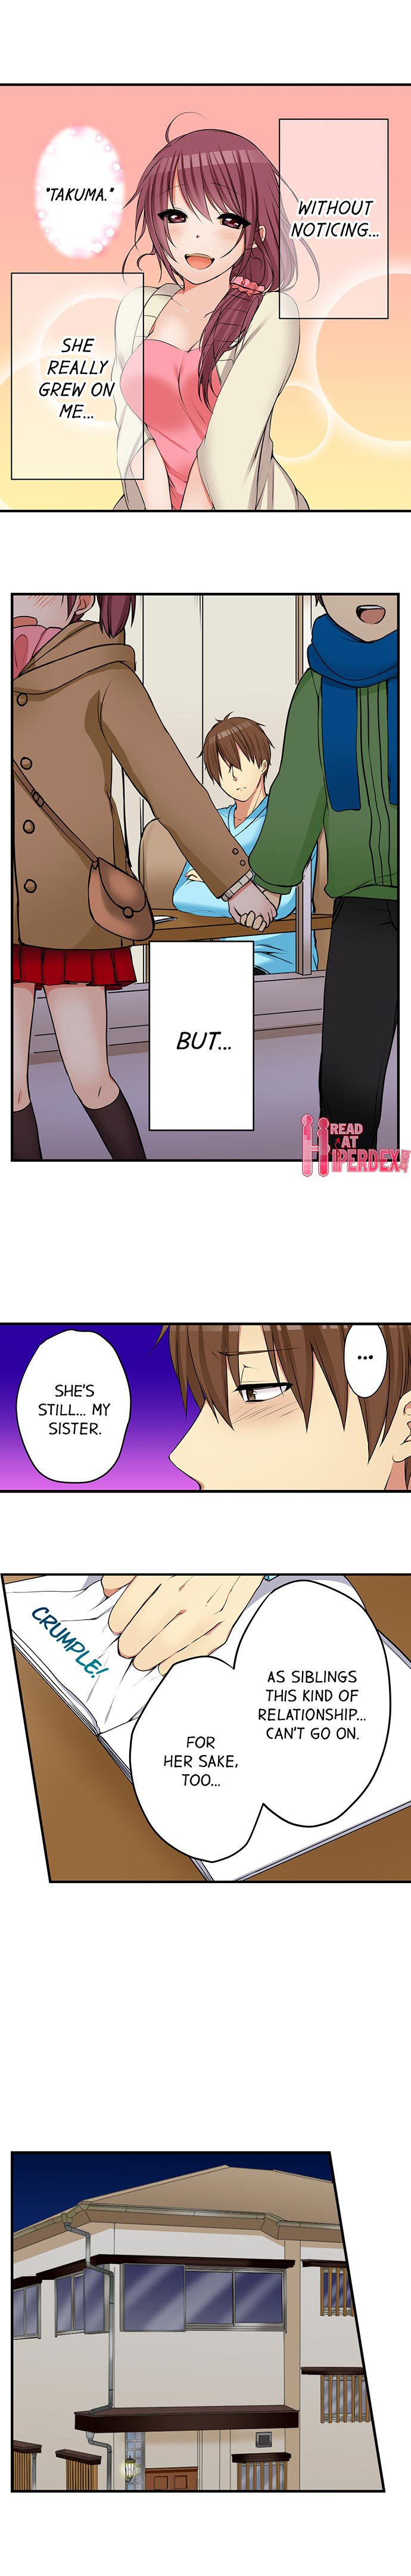 WITHOUT
NOTICING...
"TAKUMA."
SHE
REALLY
GREW ON
ME...
BUT...
READ
AT
HIPERDEX
...
SHE'S
STILL... MY
SISTER.
CRUMPLE!
AS SIBLINGS
THIS KIND OF
RELATIONSHIP...
CAN'T GO ON.
FOR
HER SAKE,
TOO...